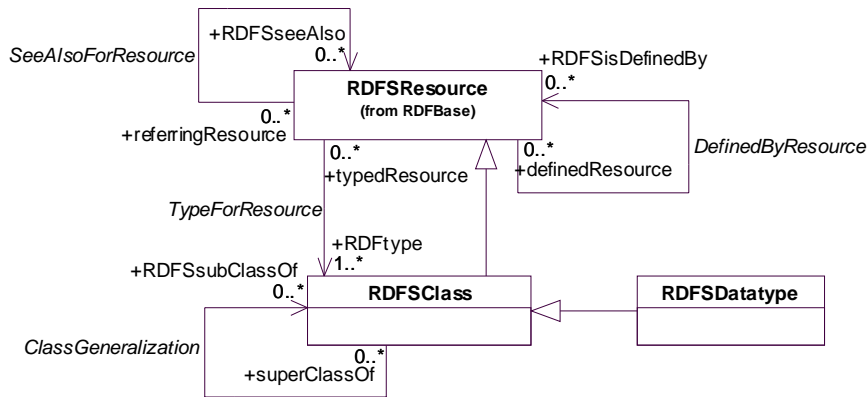 +RDFSseeAlso
0..*
SeeAlsoForResource
+RDFSisDefinedBy
0..*
RDFSResource
(from RDFBase)
0..*
+referringResource
0..*
+typedResource
0..*
+definedResource
DefinedByResource
TypeForResource
+RDFtype
1..*
+RDFSsubClassOf
0..*
RDFSClass
RDFSDatatype
ClassGeneralization
0..*
+superClassOf